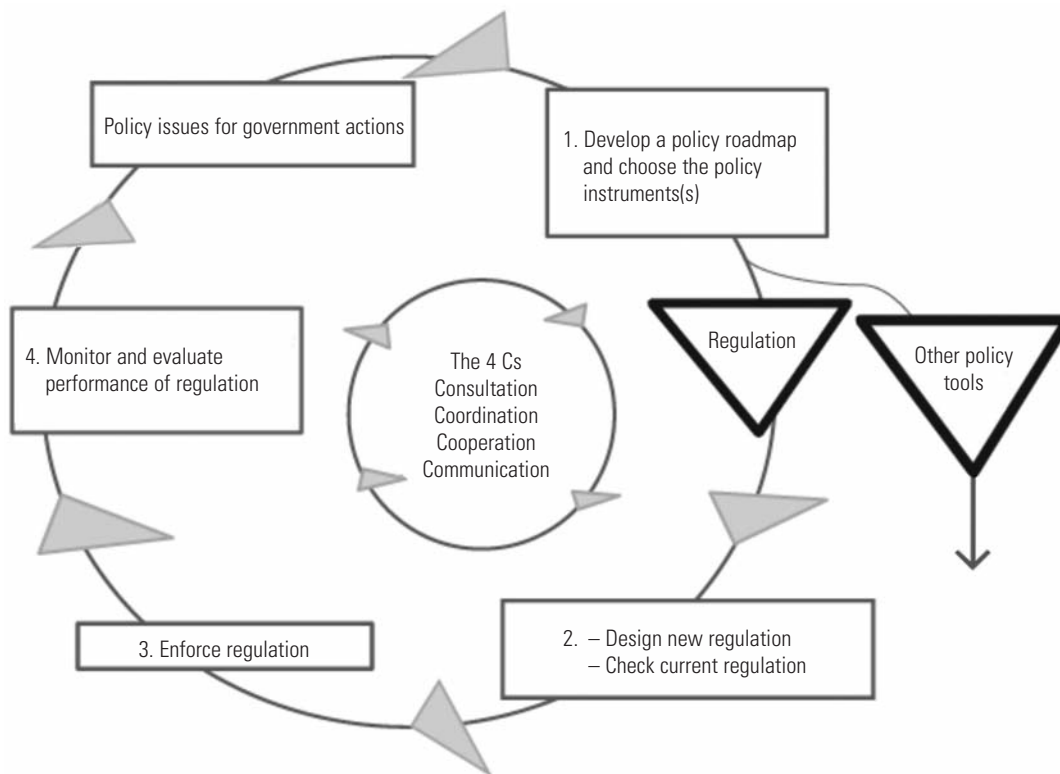 Policy issues for government actions
1. Develop a policy roadmap
and choose the policy
instruments(s)
Regulation
Other policy
tools
2. – Design new regulation
– Check current regulation
3. Enforce regulation
4. Monitor and evaluate
performance of regulation
The 4 Cs
Consultation
Coordination
Cooperation
Communication